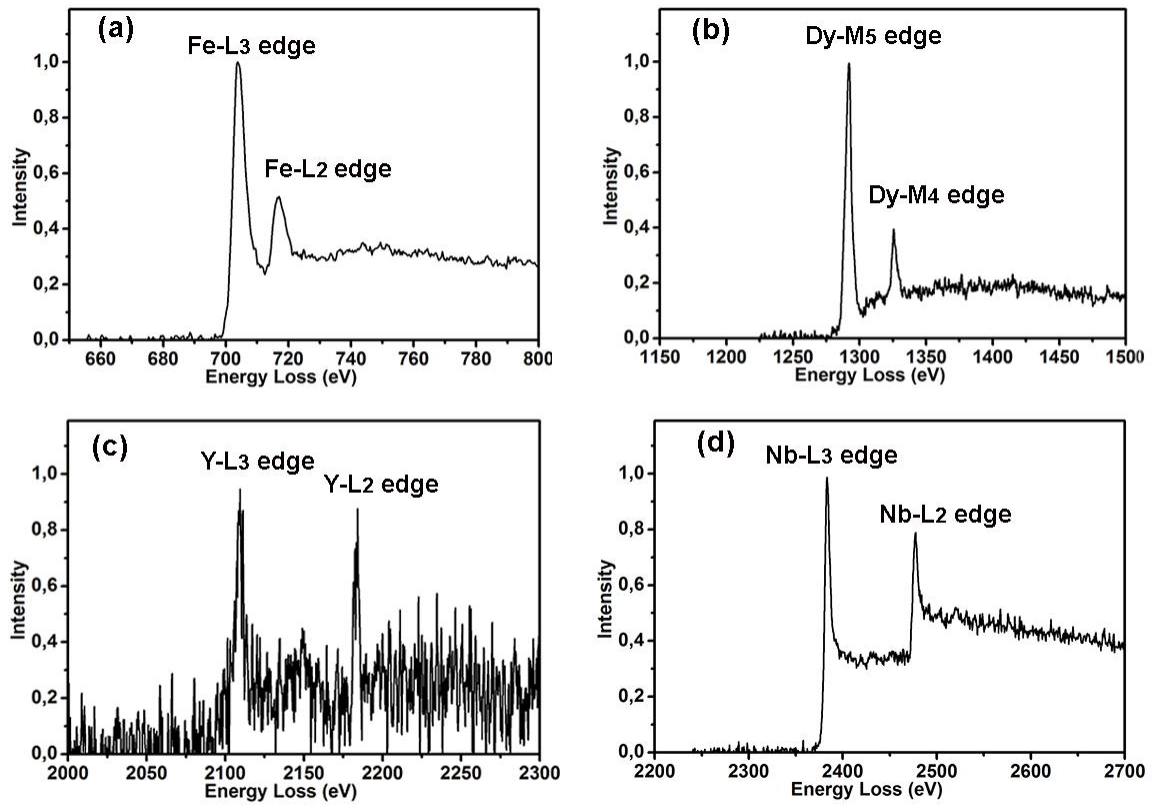 (a)
Fe-L3 edge
Fe-L2 edge
1,0
0,8
0,6
0,4
0,2
0,0
Intensity
660 680 700 720 740 760 780 800
Energy Loss (eV)
(b)
Dy-M5 edge
Dy-M4 edge
1,0
0,8
0,6
0,4
0,2
0,0
Intensity
1150 1200 1250 1300 1350 1400 1450 1500
Energy Loss (eV)
(c)
Y-L3 edge
Y-L2 edge
1,0
0,8
0,6
0,4
0,2
0,0
Intensity
2000 2050 2100 2150 2200 2250 2300
Energy Loss (eV)
(d)
Nb-L3 edge
Nb-L2 edge
1,0
0,8
0,6
0,4
0,2
0,0
Intensity
2200 2300 2400 2500 2600 2700
Energy Loss (eV)